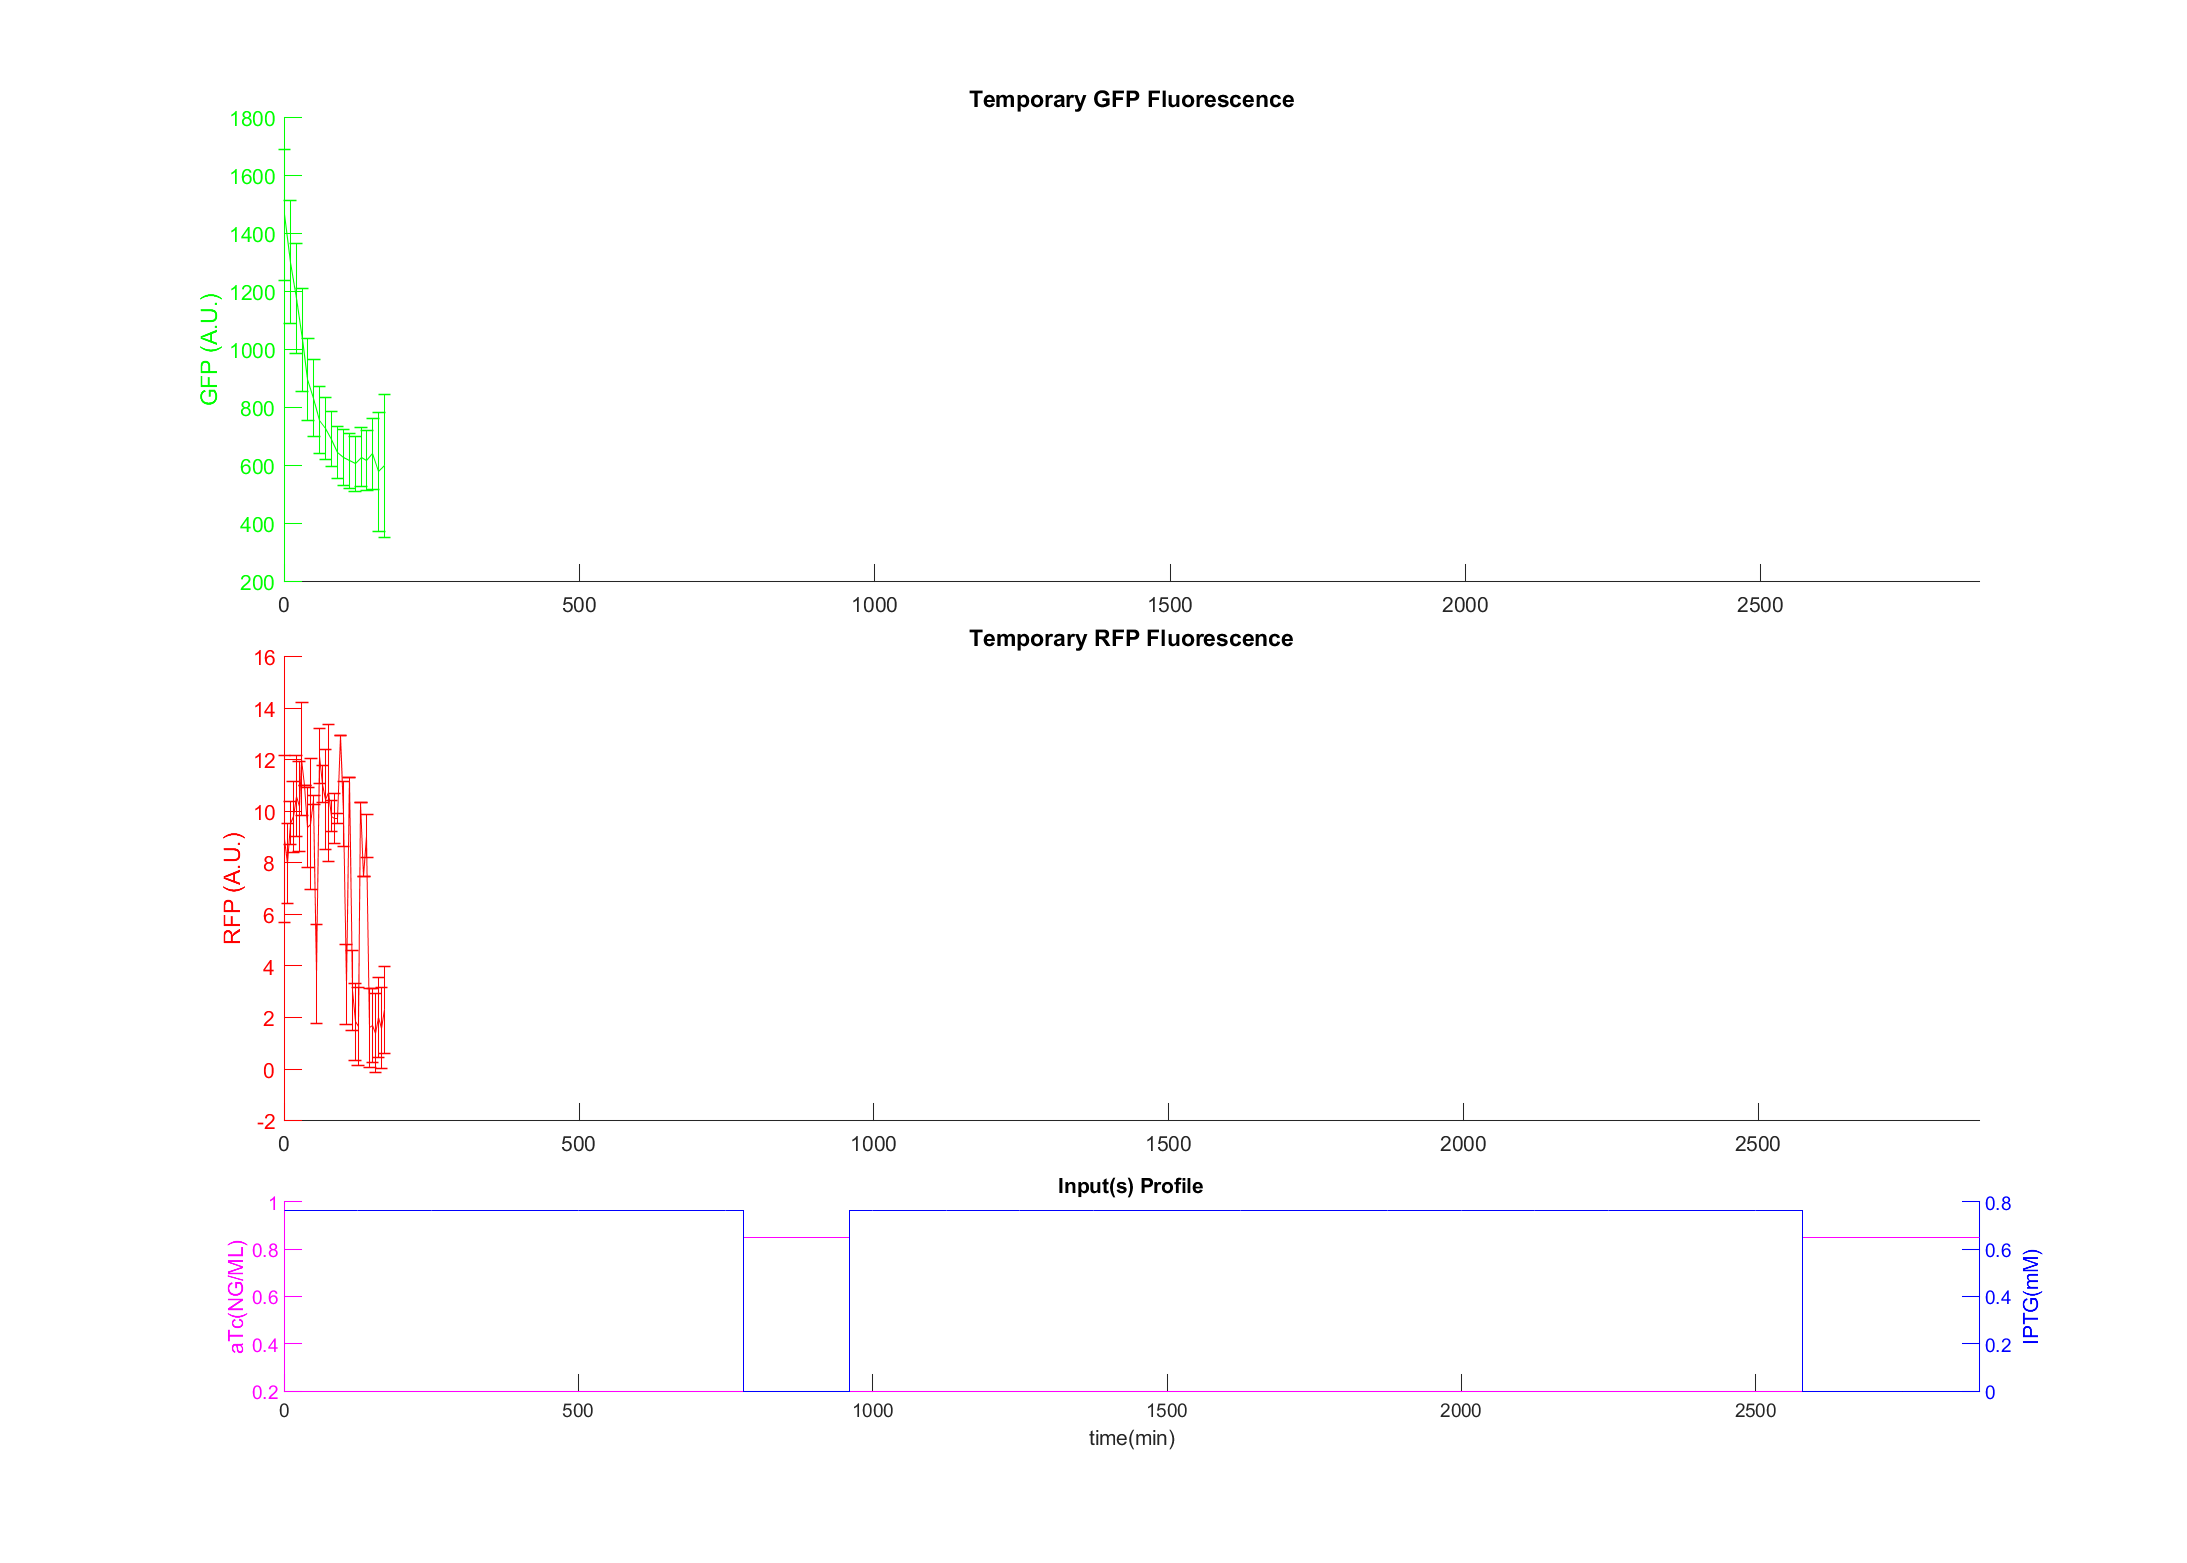 Temporary GFP Fluorescence
1800
1600
1400
1200
1000
800
600
400
200
GFP (A.U.)
0 500 1000 1500 2000 2500
Temporary RFP Fluorescence
16
14
12
10
8
6
4
2
0
-2
RFP (A.U.)
0 500 1000 1500 2000 2500
Input(s) Profile
1
0.8
0.6
0.4
0.2
aTc(NG/ML)
0.8
0.6
0.4
0.2
0
IPTG(mM)
0 500 1000 1500 2000 2500
time(min)